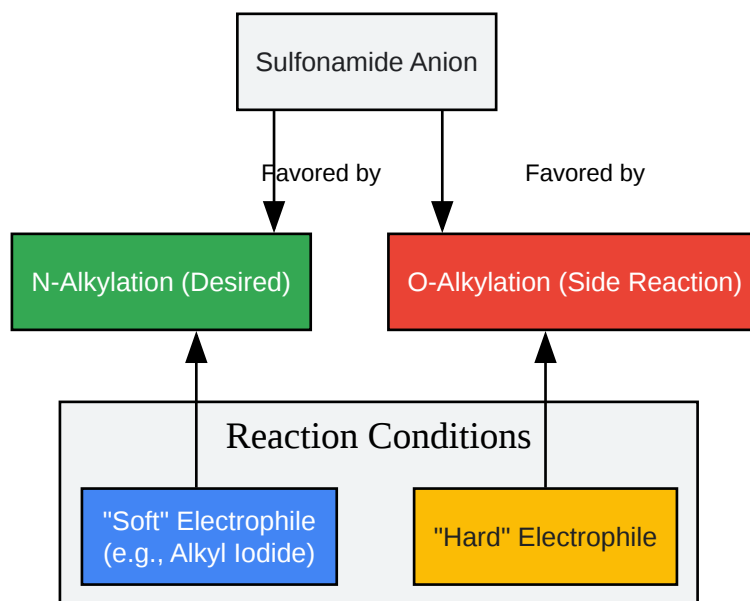 Sulfonamide Anion
Favored by
Favored by
N-Alkylation (Desired)
O-Alkylation (Side Reaction)
Reaction Conditions
"Soft" Electrophile
(e.g., Alkyl Iodide)
"Hard" Electrophile